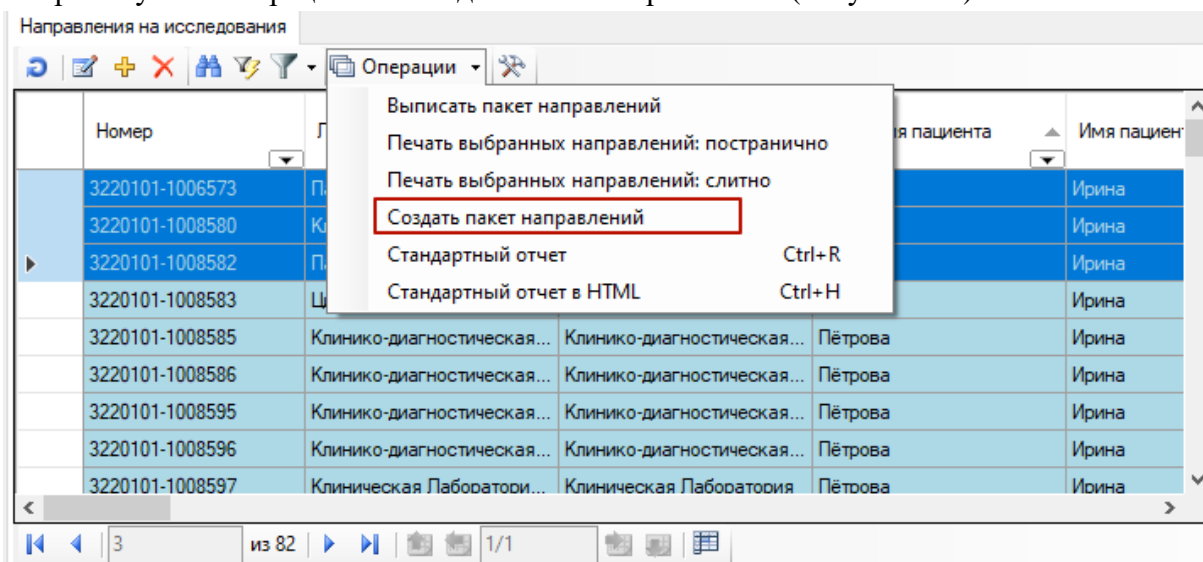 Направления на исследования
Операции
Выписать пакет направлений
Печать выбранных направлений: постранично
Печать выбранных направлений: слитно
Создать пакет направлений
Стандартный отчет Ctrl+R
Стандартный отчет в HTML Ctrl+H
Номер пациента Имя
3220101-1006573 Ирина
3220101-1008580 Ирина
3220101-1008582 Ирина
3220101-1008583 Ирина
3220101-1008585 Клинико-диагностическая... Клинико-диагностическая... Пётрова Ирина
3220101-1008586 Клинико-диагностическая... Клинико-диагностическая... Пётрова Ирина
3220101-1008595 Клинико-диагностическая... Клинико-диагностическая... Пётрова Ирина
3220101-1008596 Клинико-диагностическая... Клинико-диагностическая... Пётрова Ирина
3220101-1008597 Клиническая Лаборатори... Клиническая Лаборатория Пётрова Ирина
3 из 82 1/1